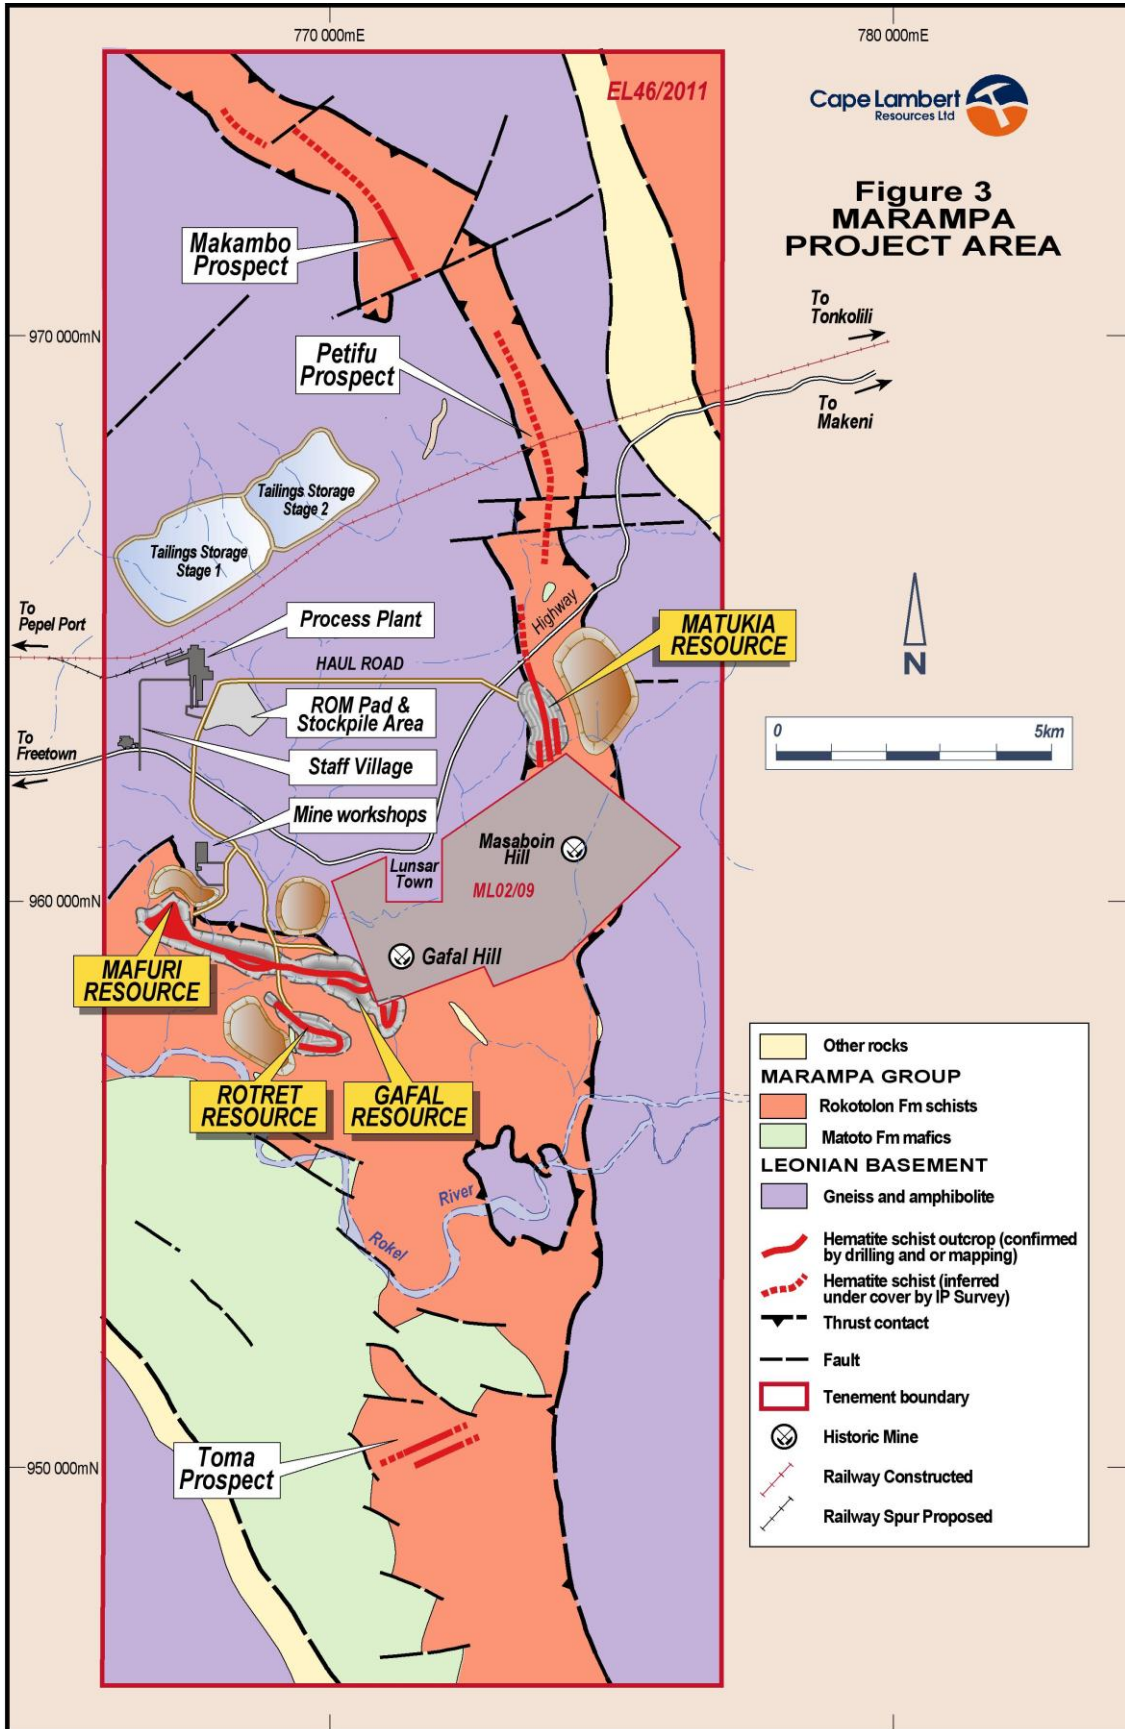 770 000mE
780 000mE
EL46/2011
Cape Lambert
Resources Ltd
Figure 3
MARAMPA
PROJECT AREA
Makambo
Prospect
To
Tonkolili
970 000mN
Petifu
Prospect
To
Makeni
Tailings Storage
Stage 2
Tailings Storage
Stage 1
To
Pepel Port
Process Plant
Highway
MATUKIA
RESOURCE
HAUL ROAD
N
ROM Pad &
Stockpile Area
0
5km
To
Freetown
Staff Village
Mine workshops
Masaboin
Hill
Lunsar
Town
ML02/09
960 000mN
Gafal Hill
MAFURI
RESOURCE
ROTRET
RESOURCE
GAFAL
RESOURCE
River
Rokel
Toma
Prospect
950 000mN
Other rocks
MARAMPA GROUP
Rokotolon Fm schists
Matoto Fm mafics
LEONIAN BASEMENT
Gneiss and amphibolite
Hematite schist outcrop (confirmed
by drilling and or mapping)
Hematite schist (inferred
under cover by IP Survey)
Thrust contact
Fault
Tenement boundary
Historic Mine
Railway Constructed
Railway Spur Proposed